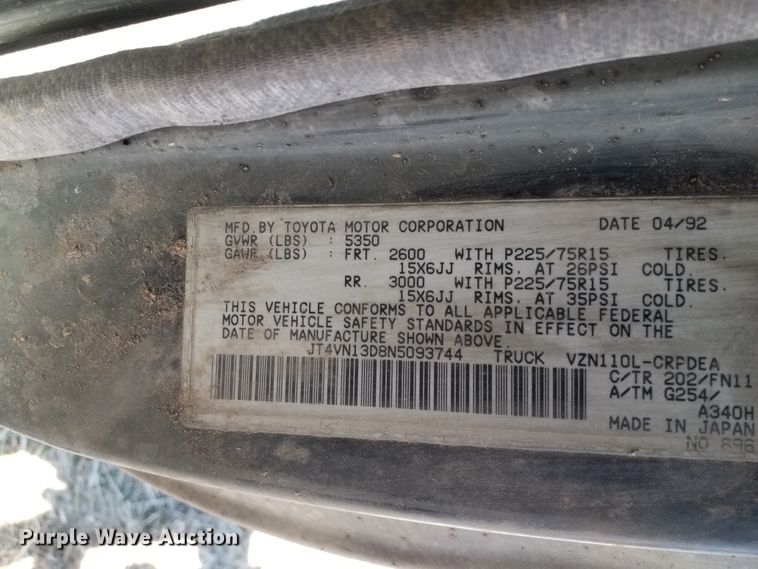 MFD.BY TOYOTA MOTOR CORPORATION DATE 04/92
GVWR (LBS) : 5350
GAWR (LBS) : FRT. 2600 WITH P225/75R15 TIRES.
15X6JJ RIMS. AT 26PSI COLD.
RR. 3000 WITH P225/75R15 TIRES.
15X6JJ RIMS. AT 35PSI COLD.
THIS VEHICLE CONFORMS TO ALL APPLICABLE FEDERAL
MOTOR VEHICLE SAFETY STANDARDS IN EFFECT ON THE
DATE OF MANUFACTURE SHOWN ABOVE.
JT4VN13D8N5093744 TRUCK VZN110L-CRPDEA
C/TR 202/FN11
A/TM G254/
A340H
MADE IN JAPAN
NO 896
Purple Wave Auction